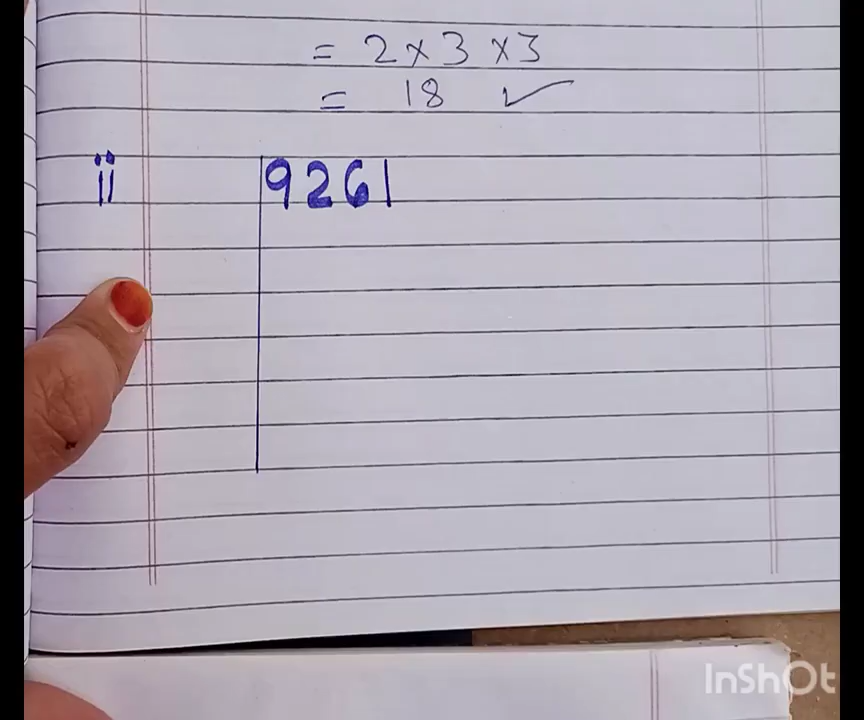 = 2 × 3 × 3
= 18 ✓
ii 9261
InShOt